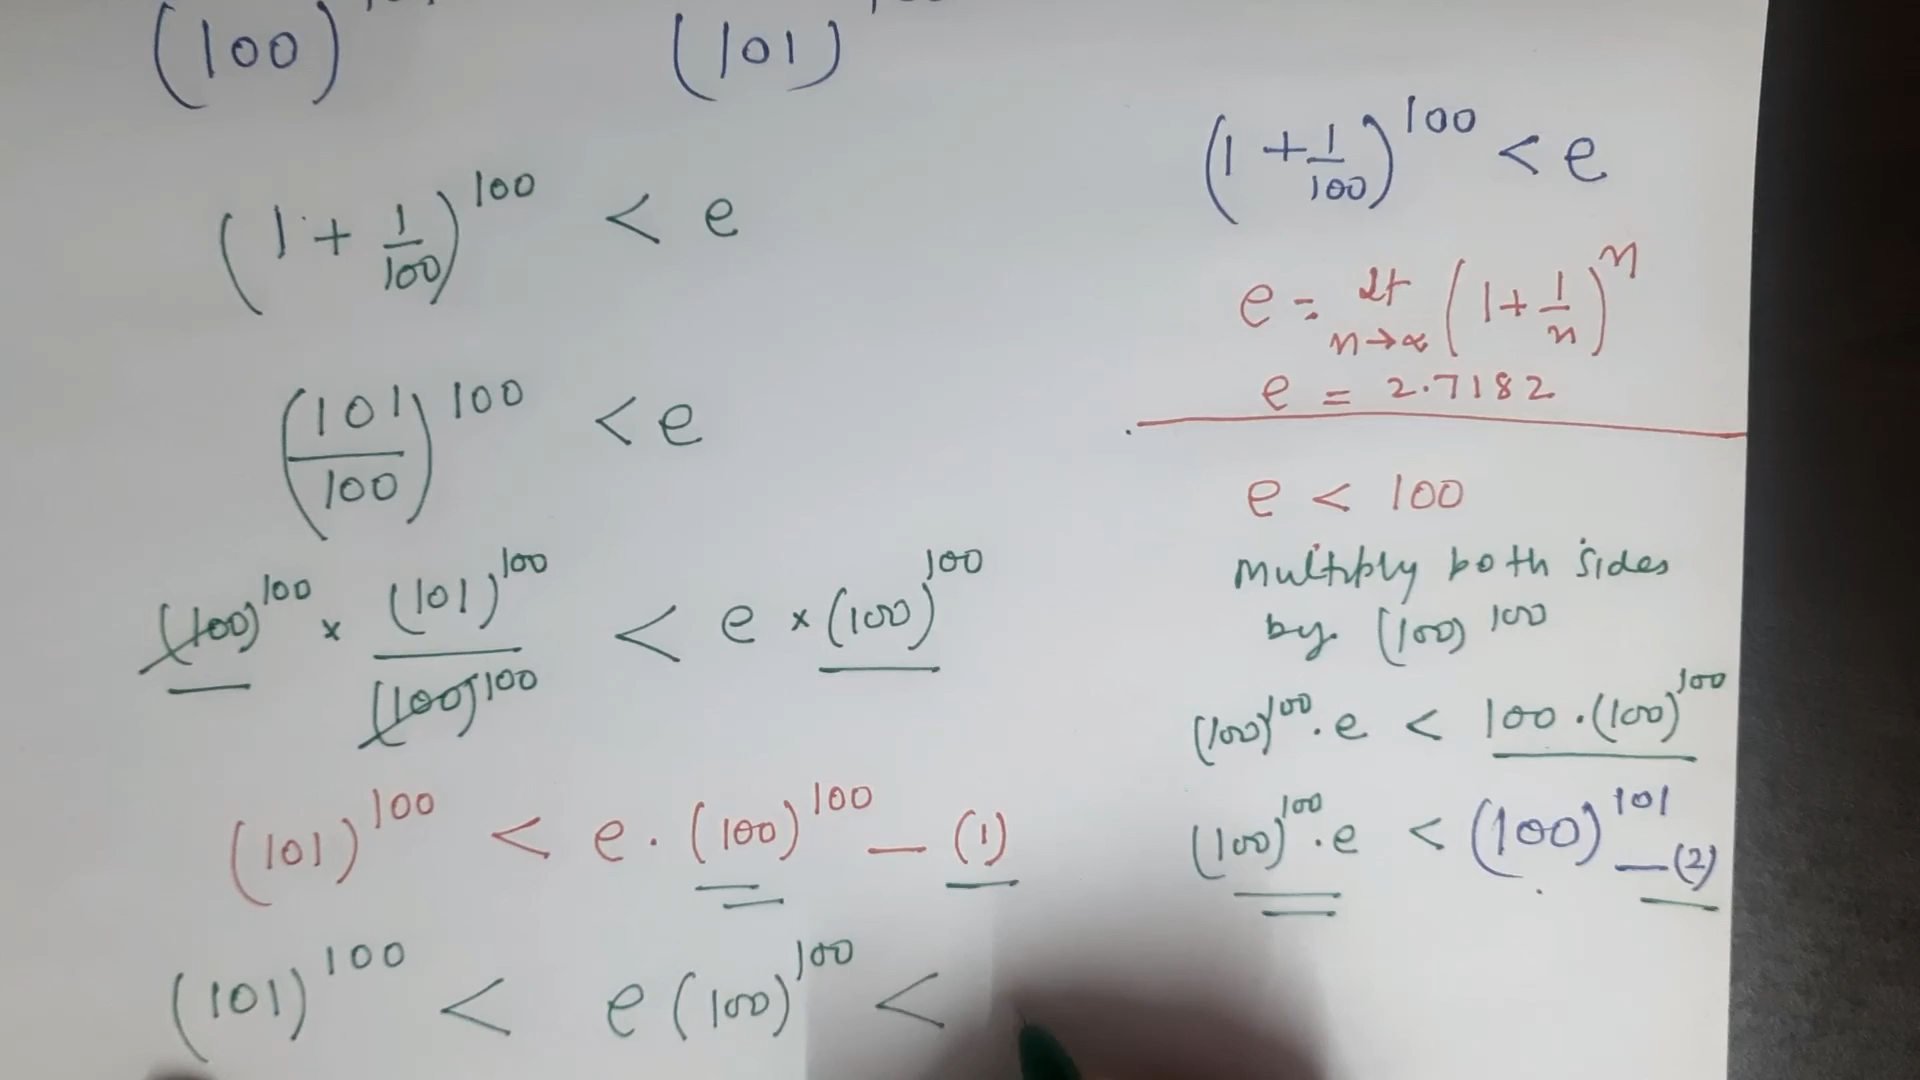 (100) (101)
(1 + 1/100)^100 < e
(101/100)^100 < e
(100)^100 × (101)^100/(100)^100 < e × (100)^100
(101)^100 < e . (100)^100 — (1)
(101)^100 < e (100)^100 <
(1 + 1/100)^100 < e
e = Lt n→∞ (1 + 1/n)^n
e = 2.7182
e < 100
Multiply both sides
by (100)^100
(100)^100 . e < 100 . (100)^100
(100)^100 . e < (100)^101 — (2)